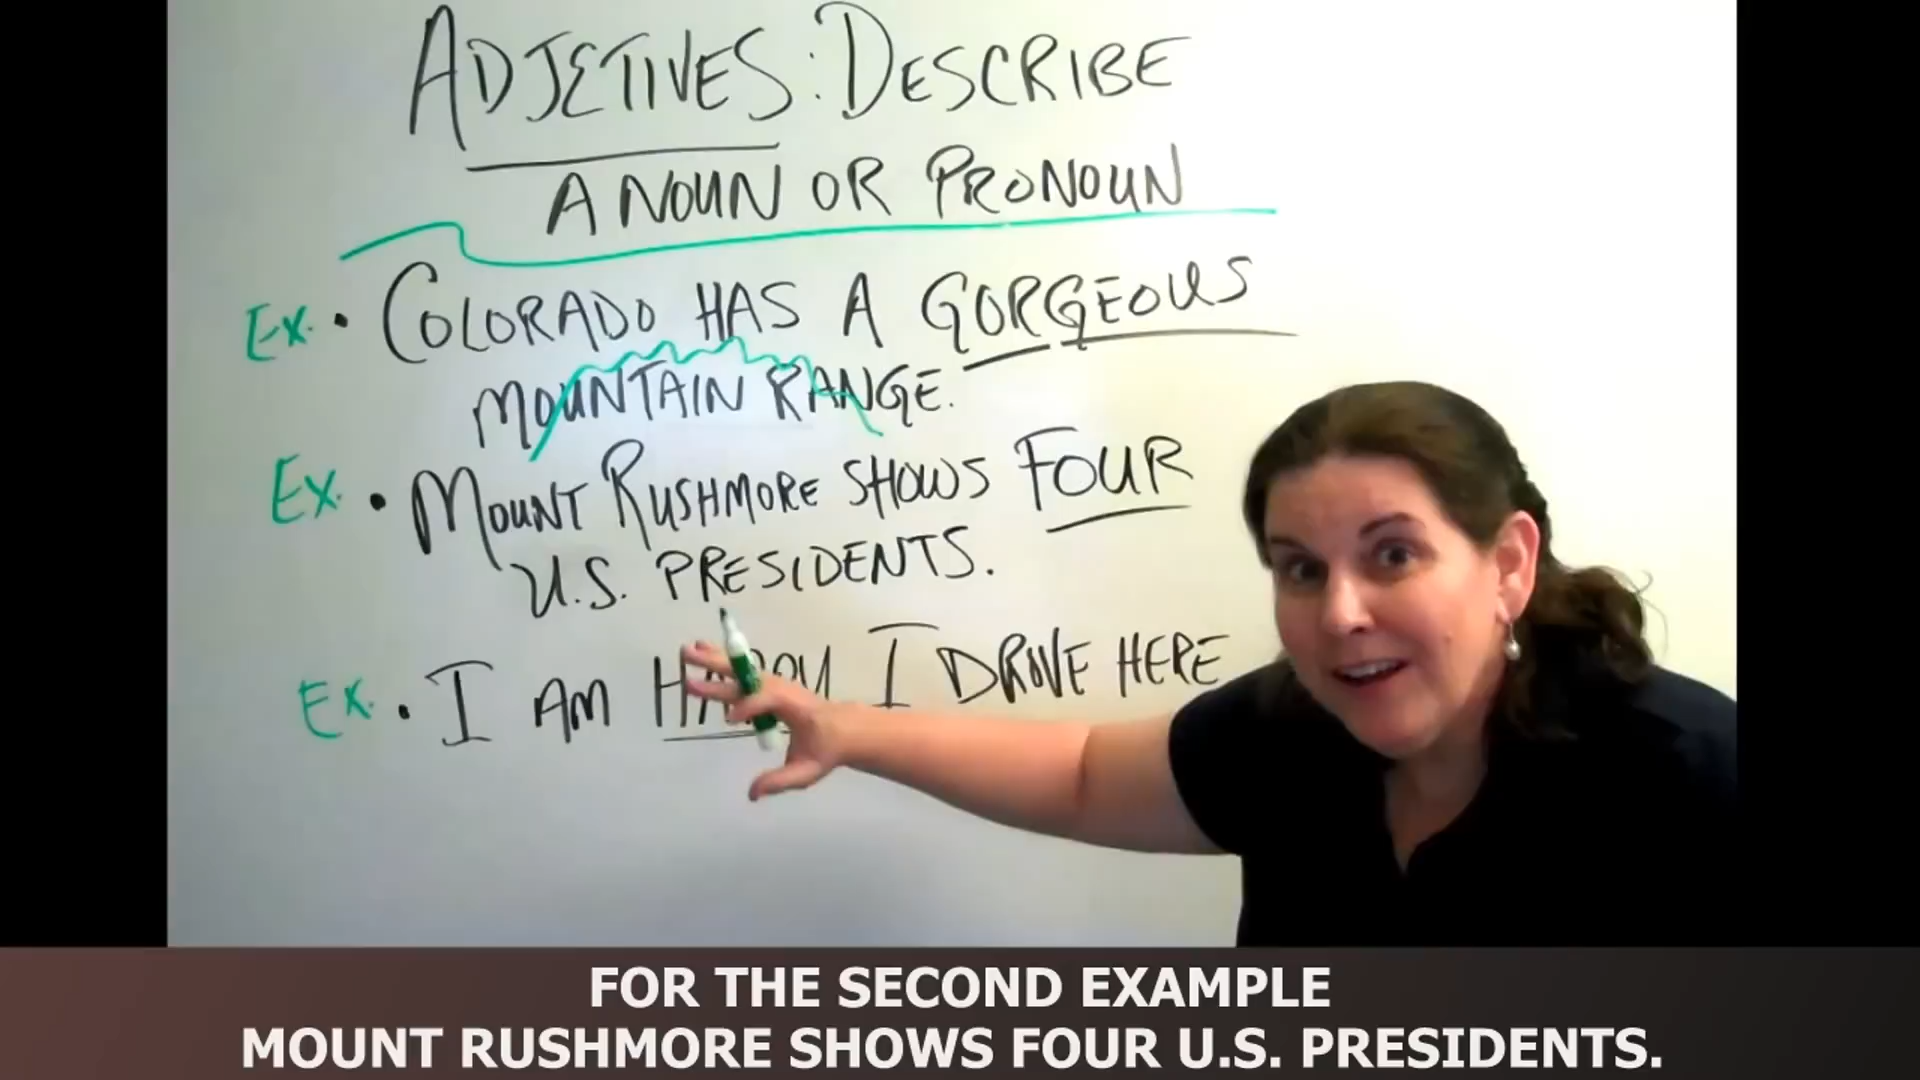 ADJETIVES: DESCRIBE
A NOUN OR PRONOUN
Ex. • COLORADO HAS A GORGEOUS
MOUNTAIN RANGE.
Ex. • MOUNT RUSHMORE SHOWS FOUR
U.S. PRESIDENTS.
Ex. • I AM HAPPY I DROVE HERE
FOR THE SECOND EXAMPLE
MOUNT RUSHMORE SHOWS FOUR U.S. PRESIDENTS.